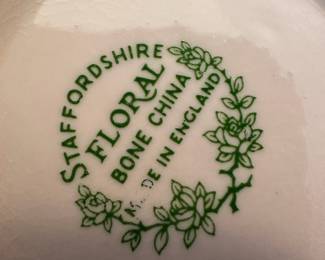 STAFFORDSHIRE
FLORAL
BONE CHINA
MADE IN ENGLAND